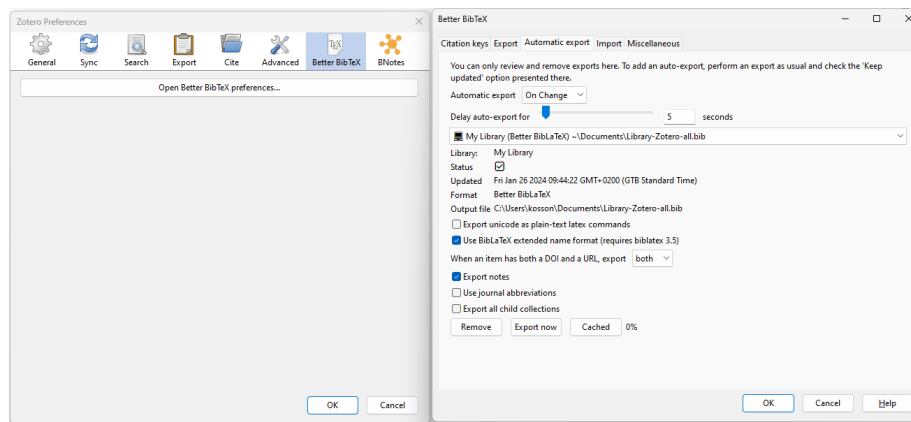 Zotero Preferences
General Sync Search Export Cite Advanced Better BibTeX BNotes
TEX
Open Better BibTeX preferences...
OK Cancel
Better BibTeX
Citation keys Export Automatic export Import Miscellaneous
You can only review and remove exports here. To add an auto-export, perform an export as usual and check the 'Keep
updated' option presented there.
Automatic export On Change
Delay auto-export for 5 seconds
My Library (Better BibLaTeX) ~\Documents\Library-Zotero-all.bib
Library: My Library
Status
Updated Fri Jan 26 2024 09:44:22 GMT+0200 (GTB Standard Time)
Format Better BibLaTeX
Output file C:\Users\kosson\Documents\Library-Zotero-all.bib
Export unicode as plain-text latex commands
Use BibLaTeX extended name format (requires biblatex 3.5)
When an item has both a DOI and a URL, export both
Export notes
Use journal abbreviations
Export all child collections
Remove Export now Cached 0%
OK Cancel Help